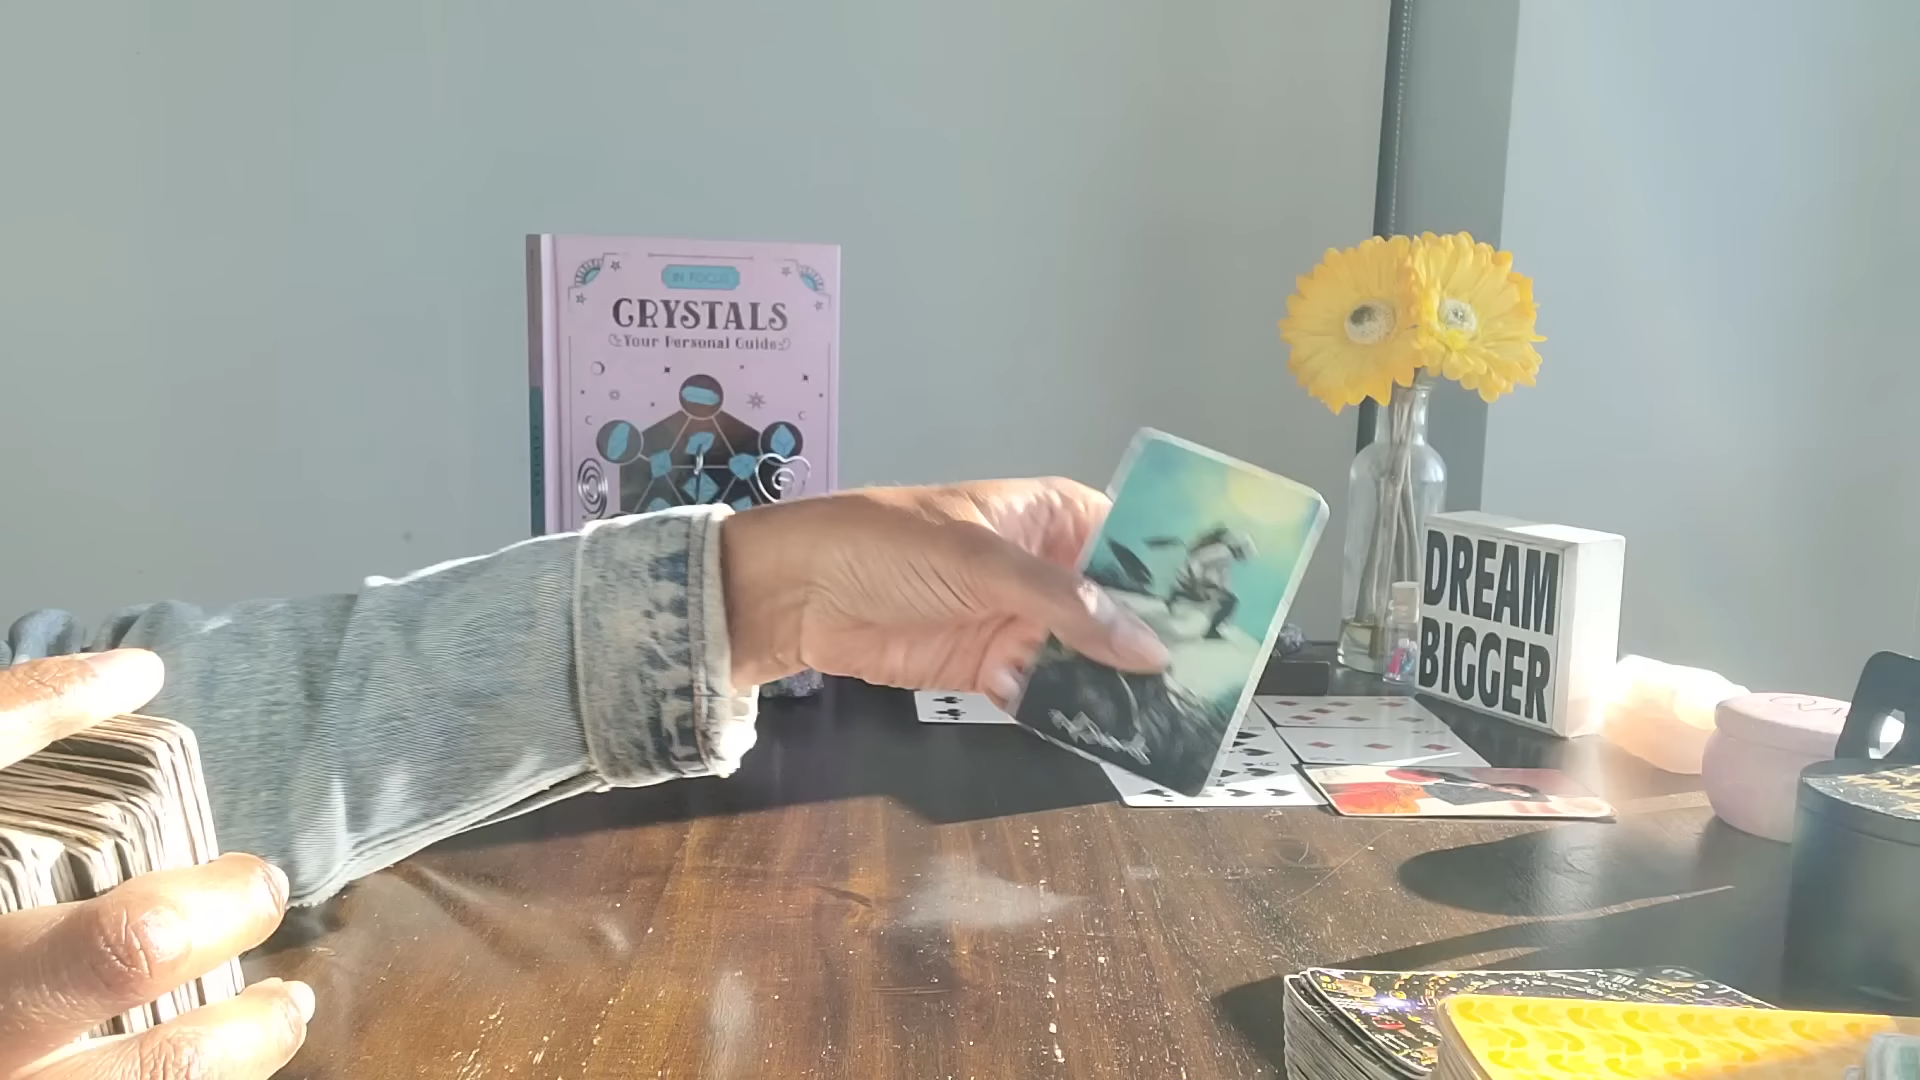 IN FOCUS
CRYSTALS
Your Personal Guide
DREAM
BIGGER